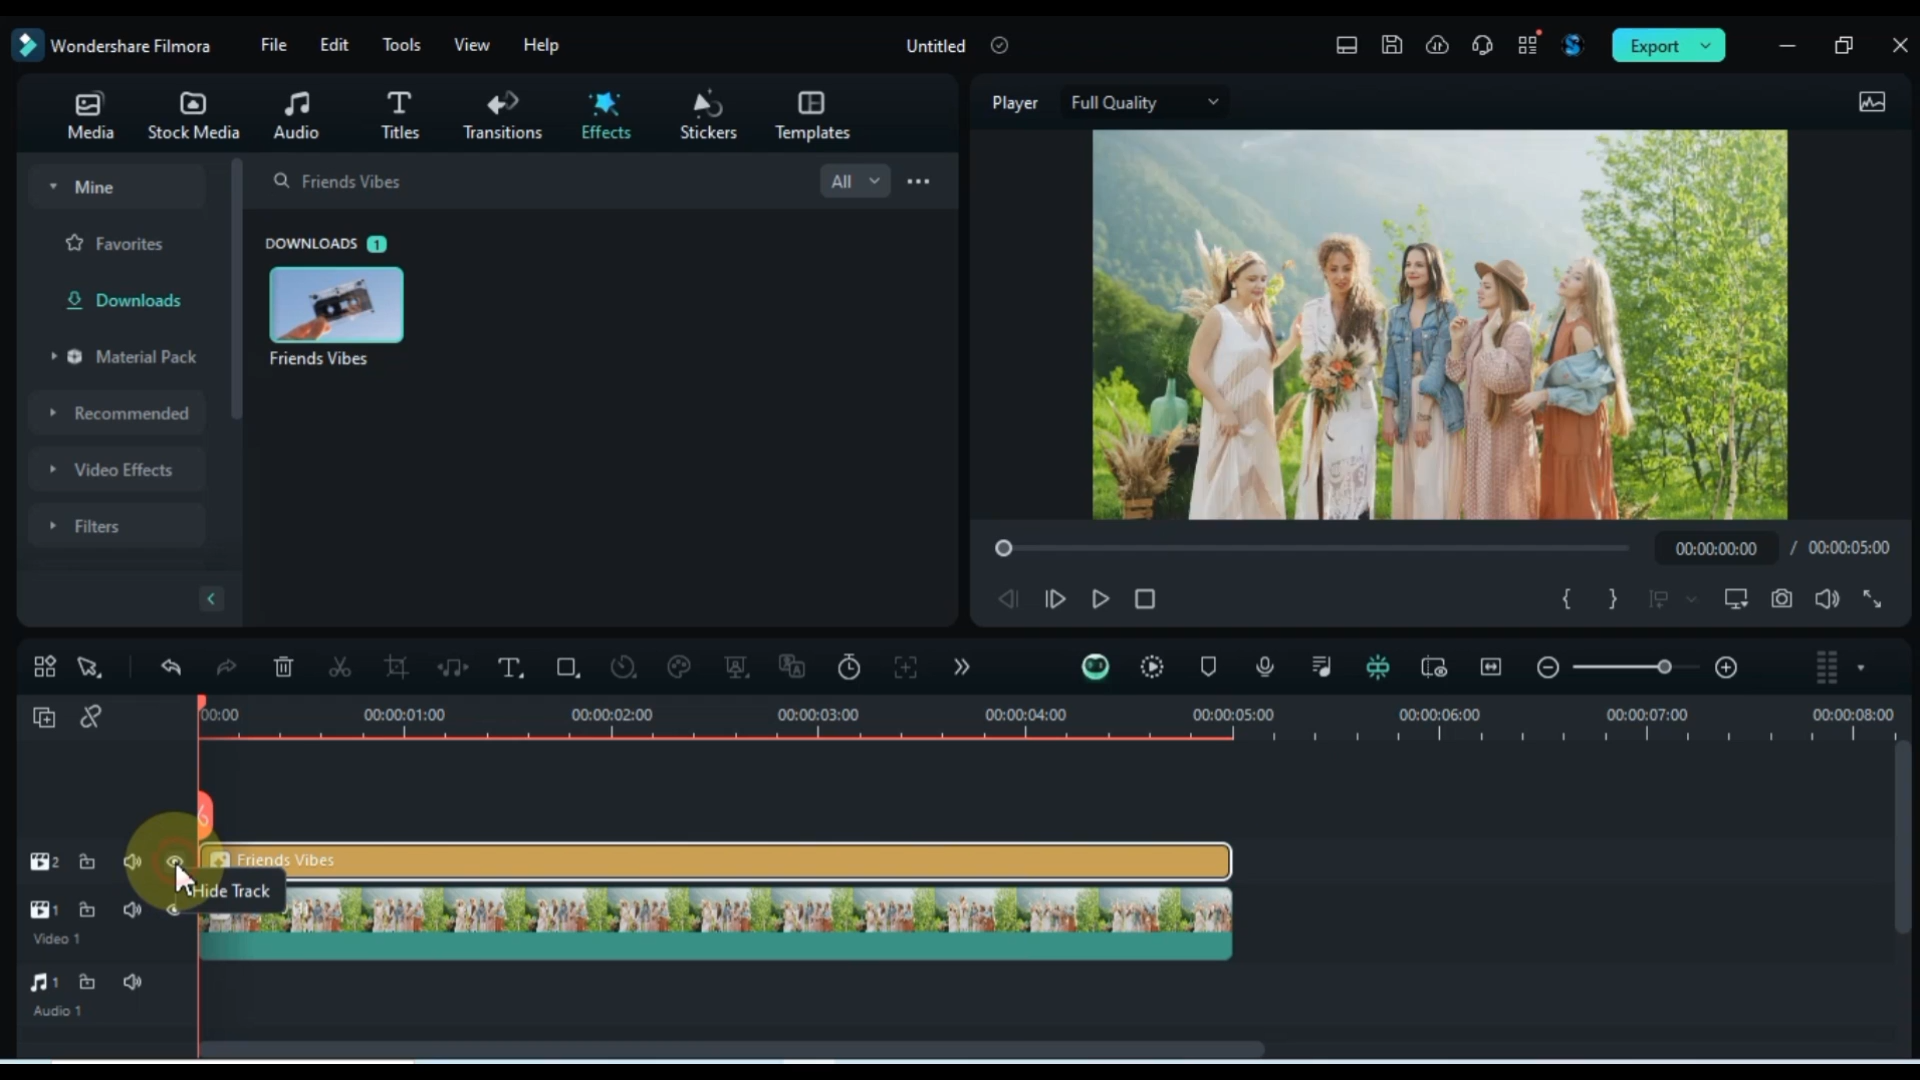 Wondershare Filmora File Edit Tools View Help Untitled Export
Media Stock Media Audio Titles Transitions Effects Stickers Templates
Player Full Quality
Mine
Friends Vibes All
Favorites
DOWNLOADS 1
Downloads
Friends Vibes
Material Pack
Recommended
Video Effects
Filters
00:00:00:00 / 00:00:05:00
00:00 00:00:01:00 00:00:02:00 00:00:03:00 00:00:04:00 00:00:05:00 00:00:06:00 00:00:07:00 00:00:08:00
2 Friends Vibes
Hide Track
1
Video 1
1
Audio 1